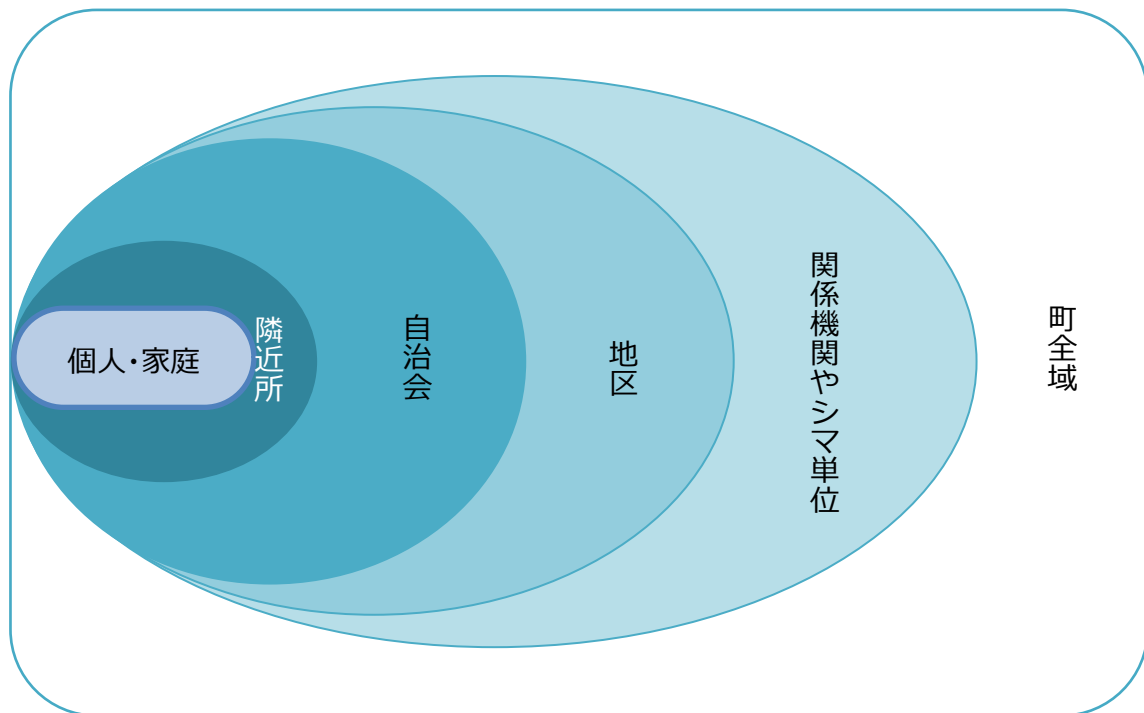 個人・家庭
隣近所
自治会
地区
関係機関やシマ単位
町全域